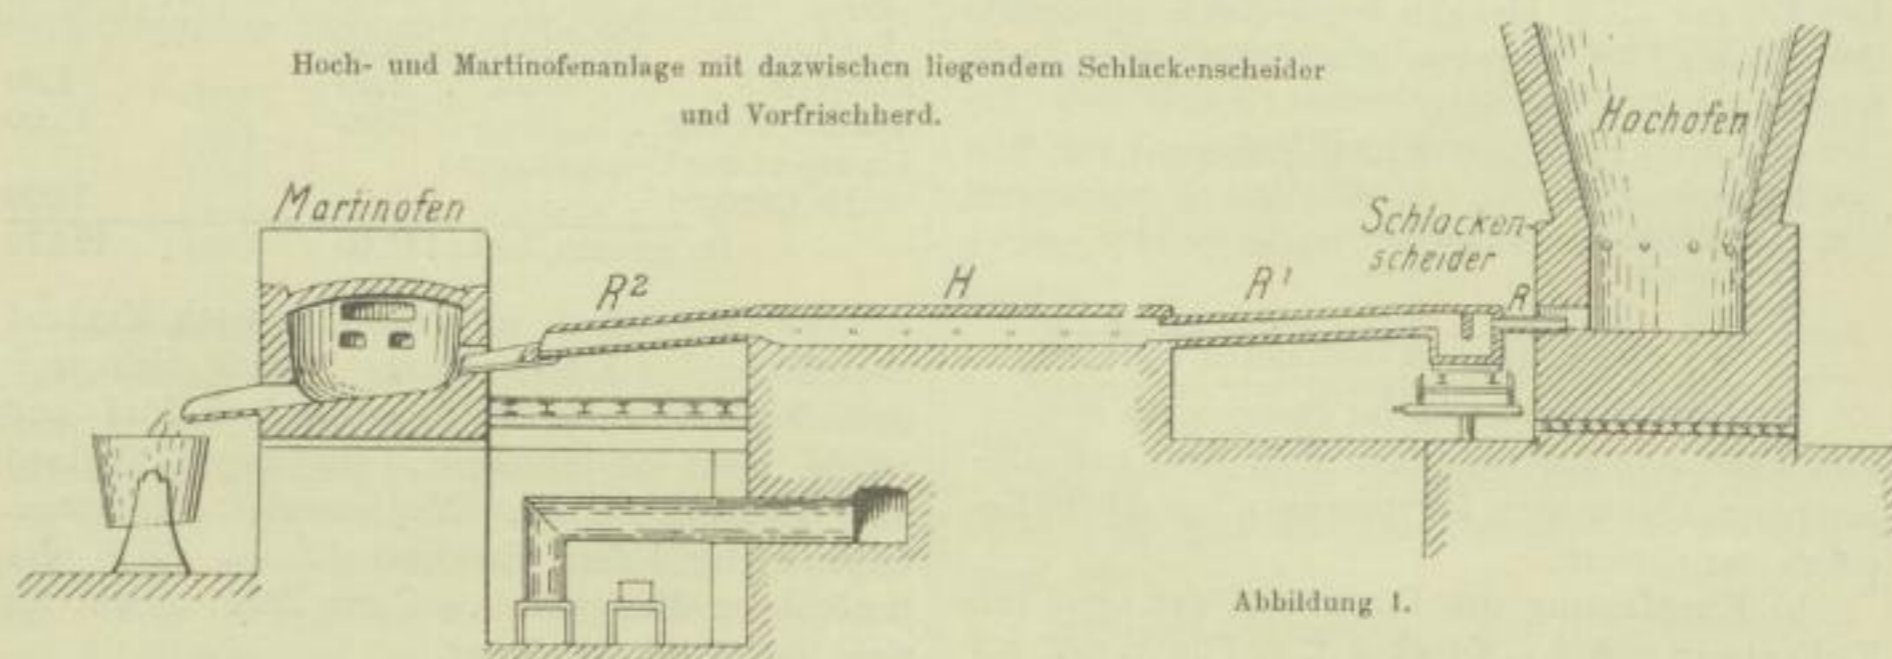 Hoch- und Martinofenanlage mit dazwischen liegendem Schlackenscheider
und Vorfrischherd.
Hochofen
Martinofen
Schlacken-
scheider
R²
H
R¹
R
Abbildung 1.